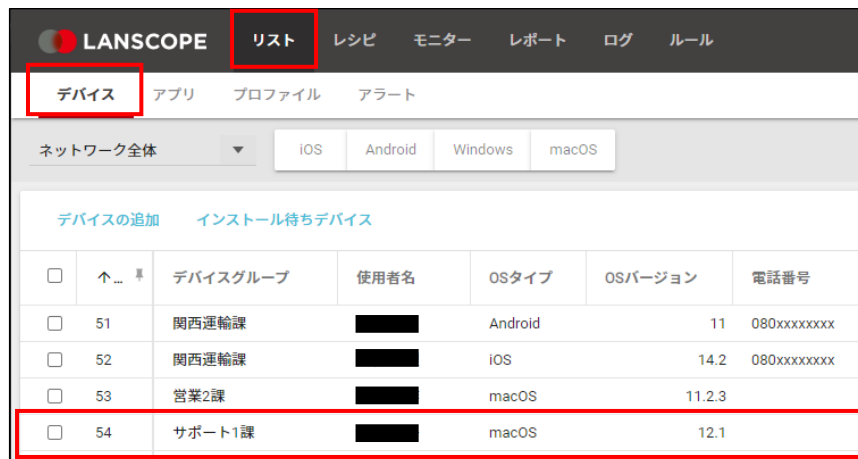 LANSCOPE リスト レシピ モニター レポート ログ ルール
デバイス アプリ プロファイル アラート
ネットワーク全体 iOS Android Windows macOS
デバイスの追加 インストール待ちデバイス
↑... デバイスグループ 使用者名 OSタイプ OSバージョン 電話番号
51 関西運輸課 Android 11 080xxxxxxxx
52 関西運輸課 iOS 14.2 080xxxxxxxx
53 営業2課 macOS 11.2.3
54 サポート1課 macOS 12.1